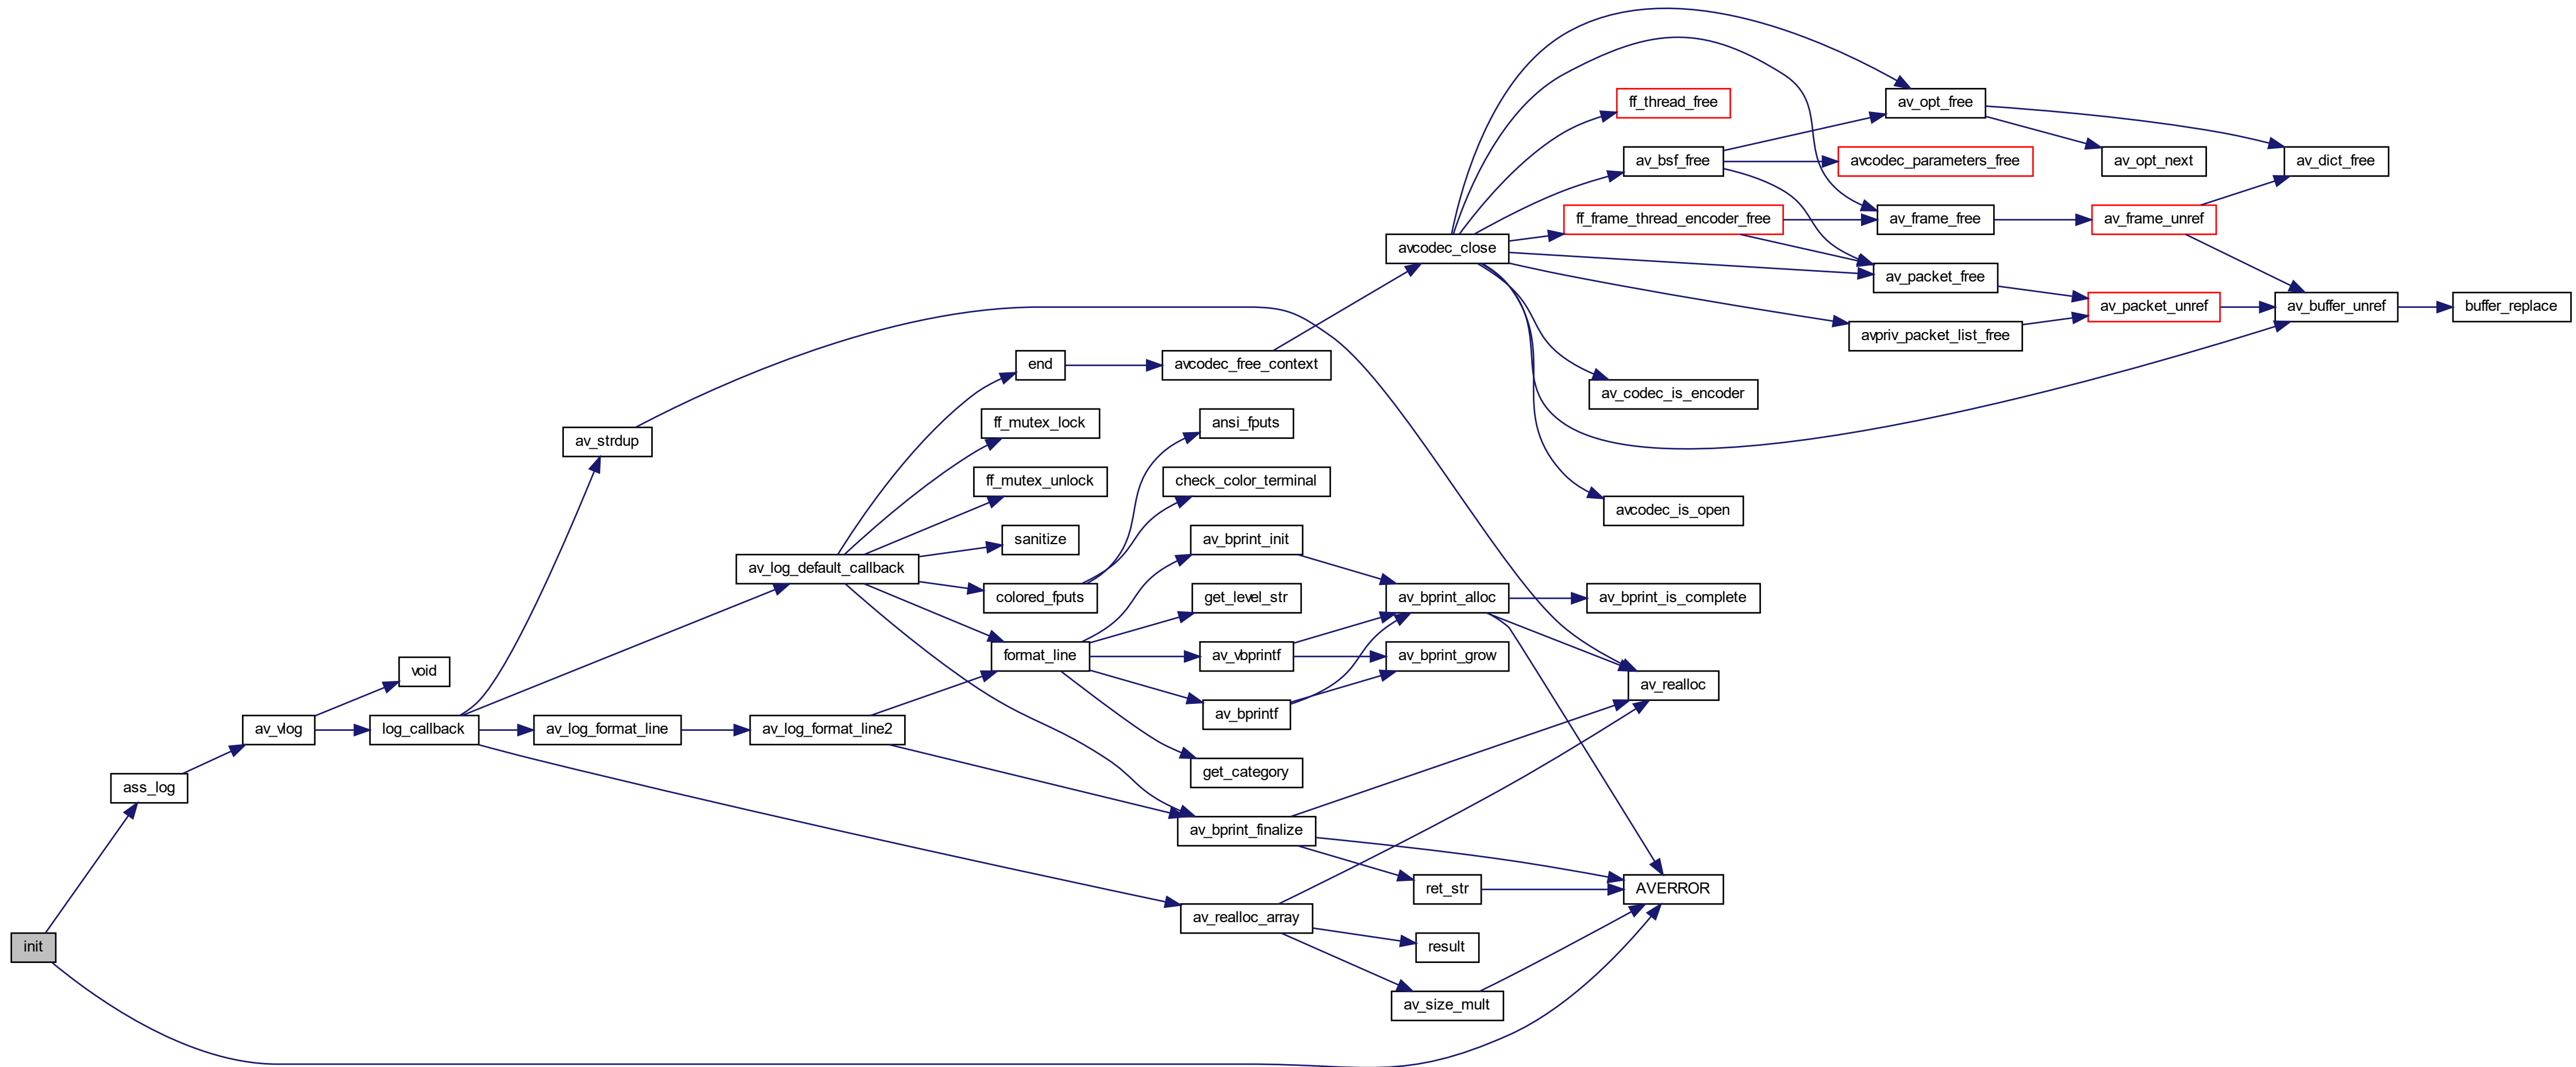 init
ass_log
av_vlog
void
log_callback
av_strdup
av_log_format_line
av_log_default_callback
av_log_format_line2
end
ff_mutex_lock
ff_mutex_unlock
sanitize
colored_fputs
format_line
avcodec_free_context
ansi_fputs
check_color_terminal
av_bprint_init
get_level_str
av_vbprintf
av_bprintf
get_category
av_bprint_finalize
av_realloc_array
avcodec_close
av_bprint_alloc
av_bprint_grow
ret_str
result
av_size_mult
ff_thread_free
av_bsf_free
ff_frame_thread_encoder_free
av_codec_is_encoder
avcodec_is_open
av_bprint_is_complete
av_realloc
AVERROR
av_opt_free
avcodec_parameters_free
av_frame_free
av_packet_free
avpriv_packet_list_free
av_opt_next
av_frame_unref
av_packet_unref
av_dict_free
av_buffer_unref
buffer_replace